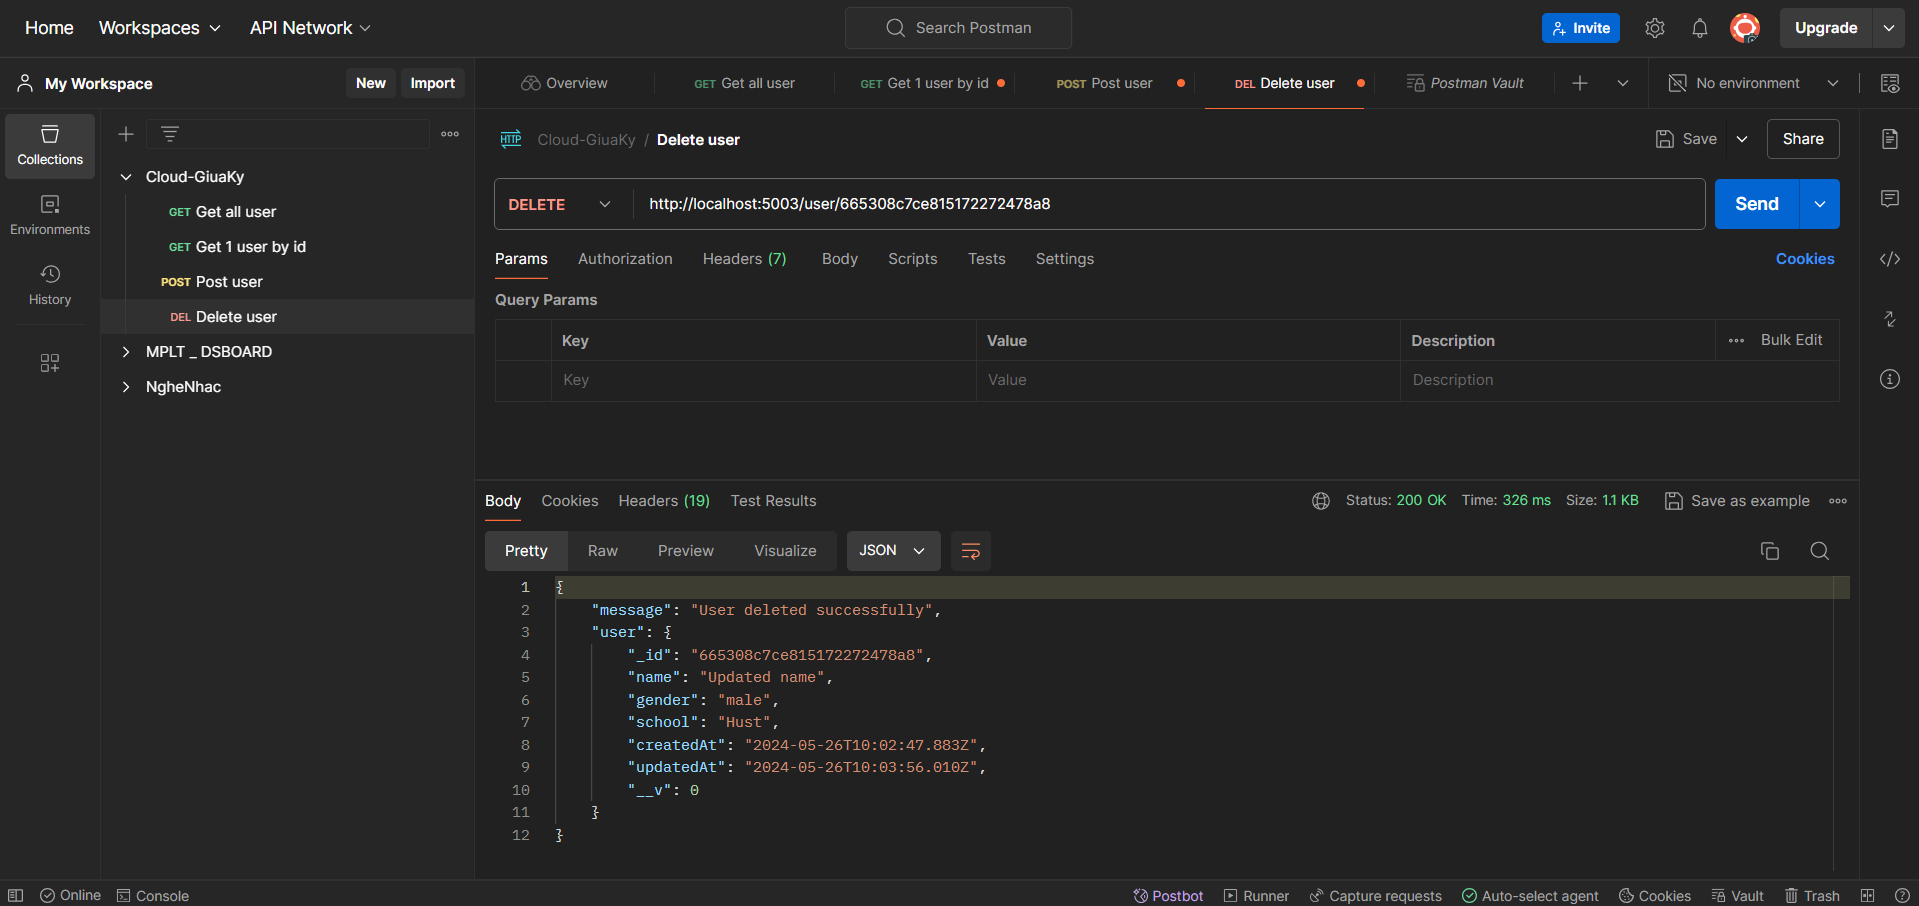 Home Workspaces API Network Search Postman Invite Upgrade
My Workspace New Import Overview GET Get all user GET Get 1 user by id POST Post user DEL Delete user Postman Vault No environment
Collections
Environments
History
Cloud-GiuaKy
GET Get all user
GET Get 1 user by id
POST Post user
DEL Delete user
MPLT _ DSBOARD
NgheNhac
HTTP Cloud-GiuaKy / Delete user Save Share
DELETE http://localhost:5003/user/665308c7ce815172272478a8 Send
Params Authorization Headers (7) Body Scripts Tests Settings Cookies
Query Params
Key Value Description Bulk Edit
Key Value Description
Body Cookies Headers (19) Test Results Status: 200 OK Time: 326 ms Size: 1.1 KB Save as example
Pretty Raw Preview Visualize JSON
1 {
2 "message": "User deleted successfully",
3 "user": {
4 "_id": "665308c7ce815172272478a8",
5 "name": "Updated name",
6 "gender": "male",
7 "school": "Hust",
8 "createdAt": "2024-05-26T10:02:47.883Z",
9 "updatedAt": "2024-05-26T10:03:56.010Z",
10 "__v": 0
11 }
12 }
Online Console Postbot Runner Capture requests Auto-select agent Cookies Vault Trash